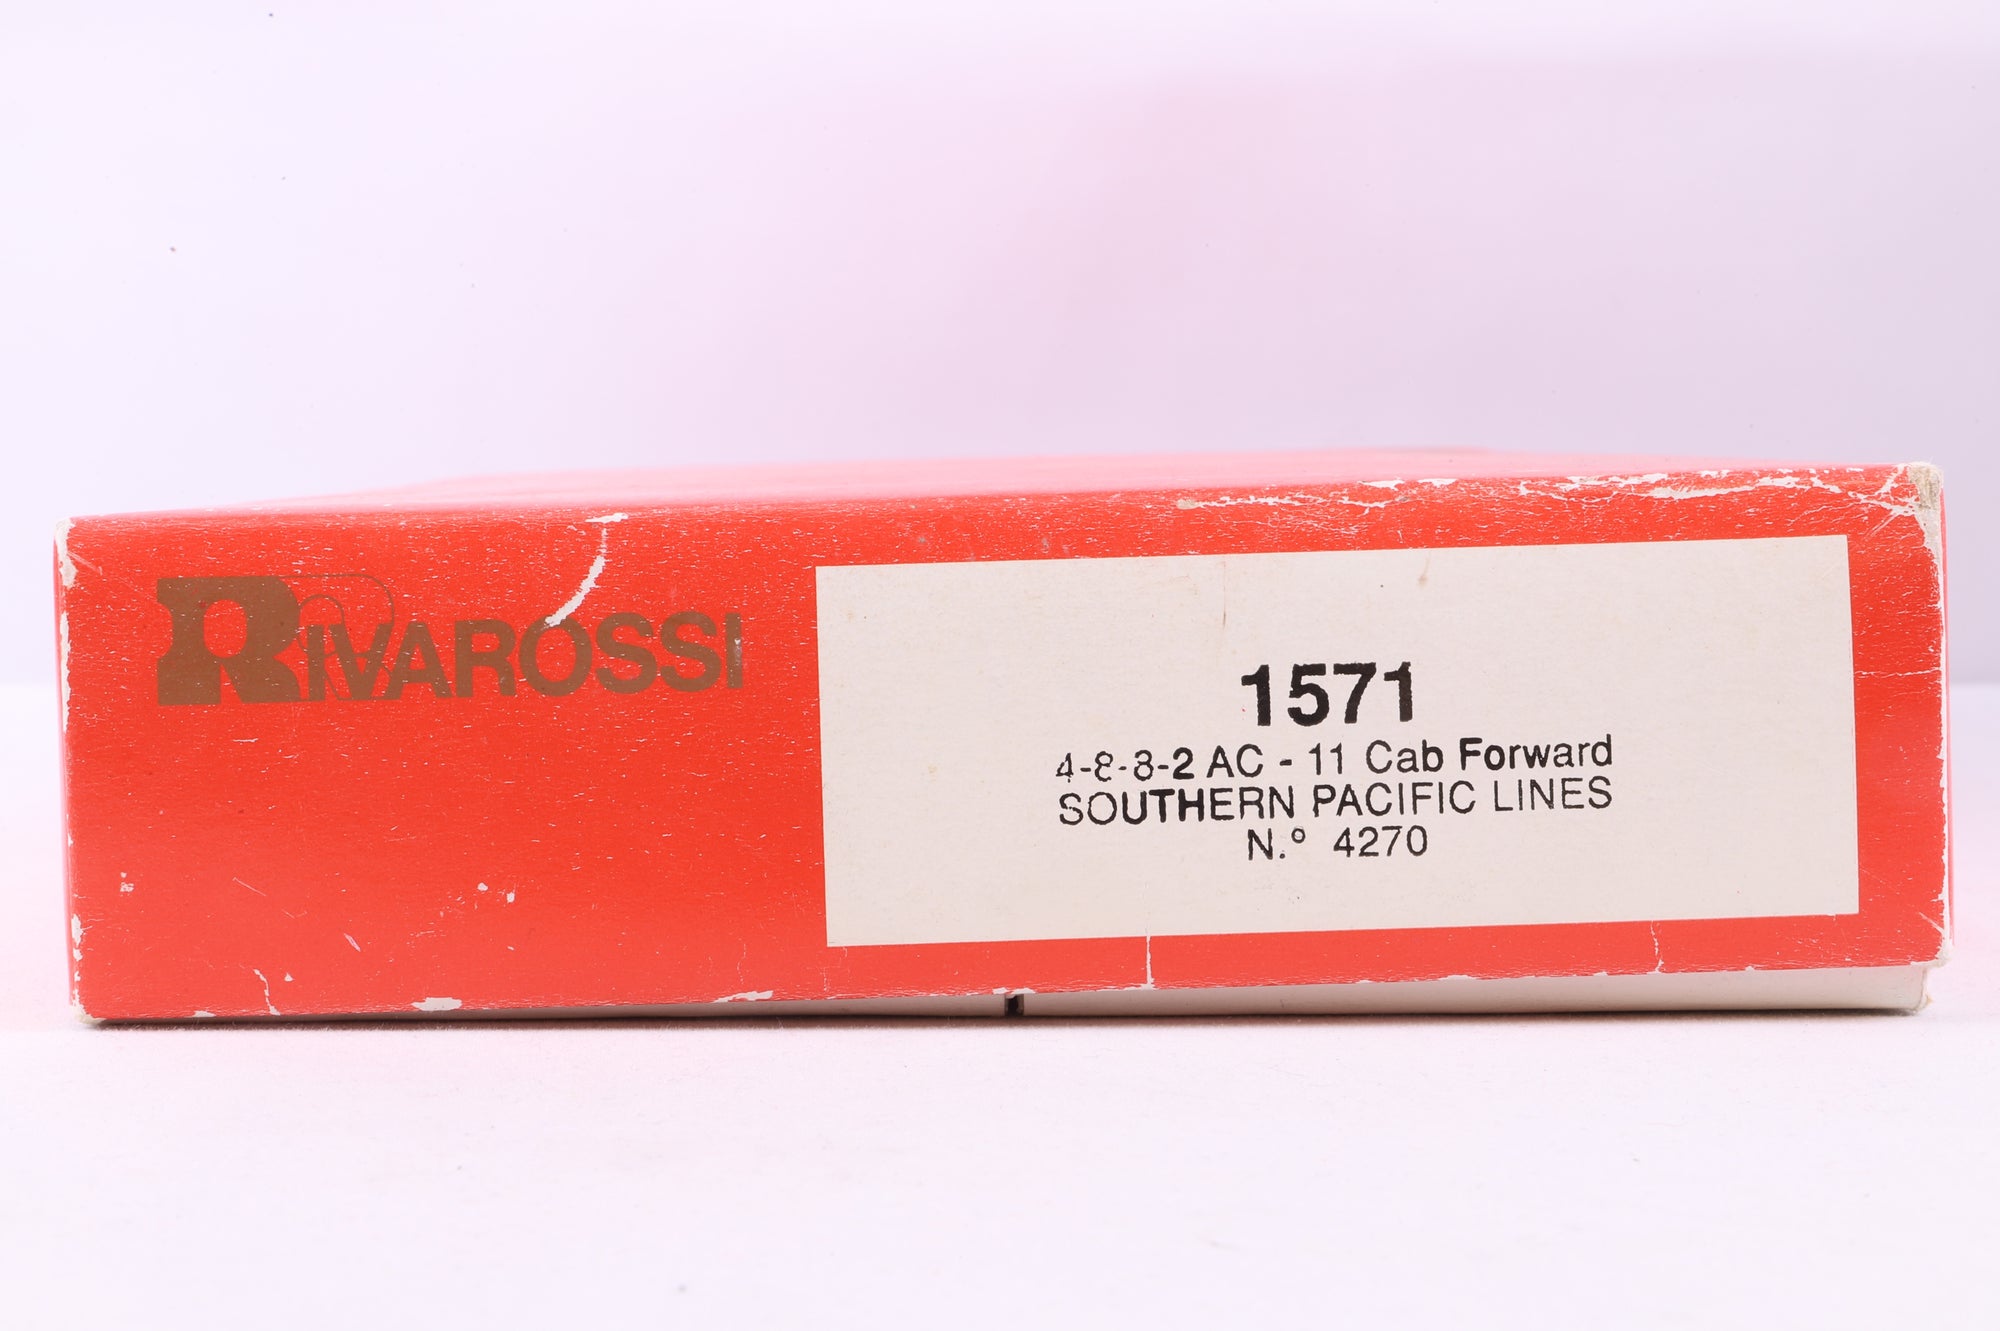 RIVAROSSI
1571
4-8-8-2 AC - 11 Cab Forward
SOUTHERN PACIFIC LINES
N.º 4270